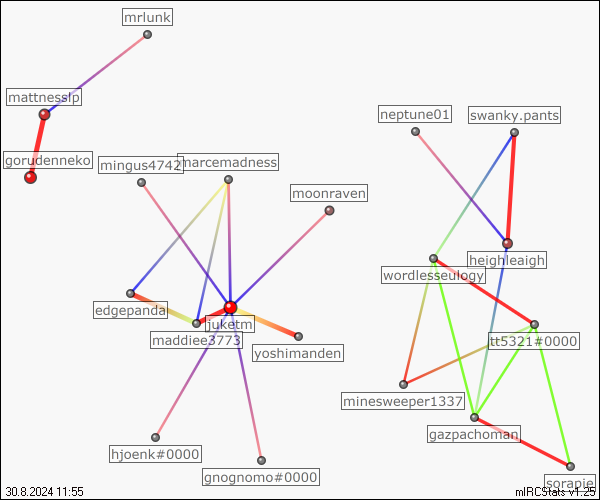 mrlunk
mattnesslp
gorudenneko
mingus4742
marcemadness
moonraven
neptune01
swanky.pants
heighleaigh
wordlesseulogy
edgepanda
juketm
maddiee3773
yoshimanden
tt5321#0000
minesweeper1337
gazpachoman
hjoenk#0000
gnognomo#0000
sorapie
30.8.2024 11:55
mIRCStats v1.25